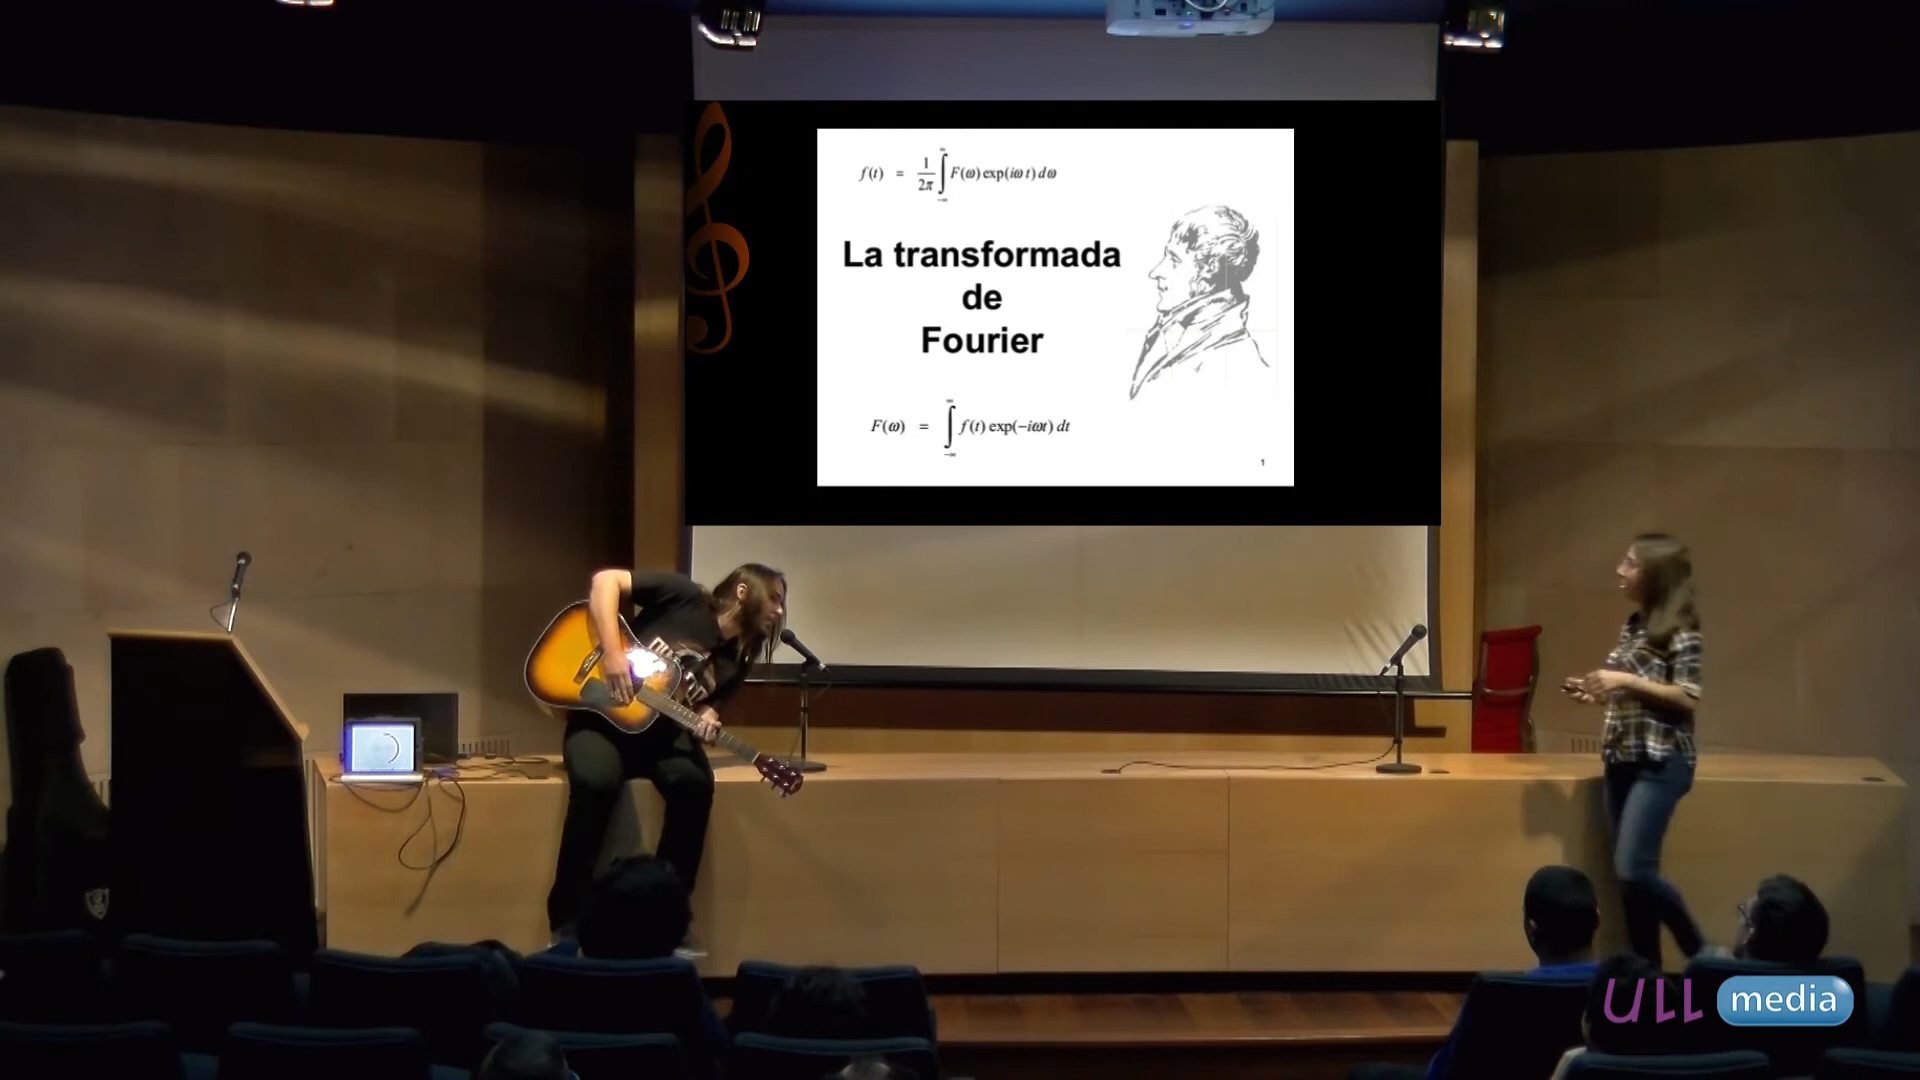 f(t) = 1/2π ∫_{-∞}^{∞} F(ω) exp(iω t) dω
La transformada
de
Fourier
F(ω) = ∫_{-∞}^{∞} f(t) exp(−iωt) dt
1
ULL media